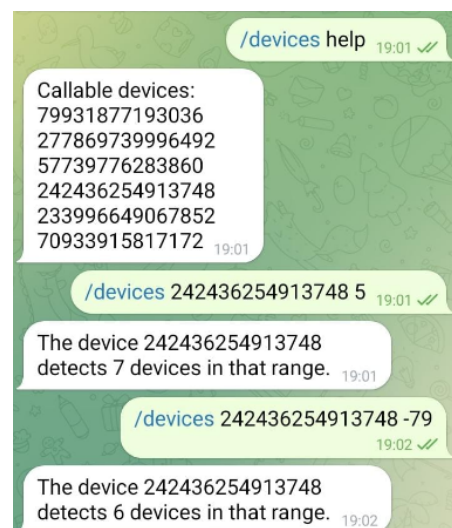 /devices help 19:01
Callable devices:
79931877193036
277869739996492
57739776283860
242436254913748
233996649067852
70933915817172 19:01
/devices 242436254913748 5 19:01
The device 242436254913748
detects 7 devices in that range. 19:01
/devices 242436254913748 -79
19:02
The device 242436254913748
detects 6 devices in that range. 19:02